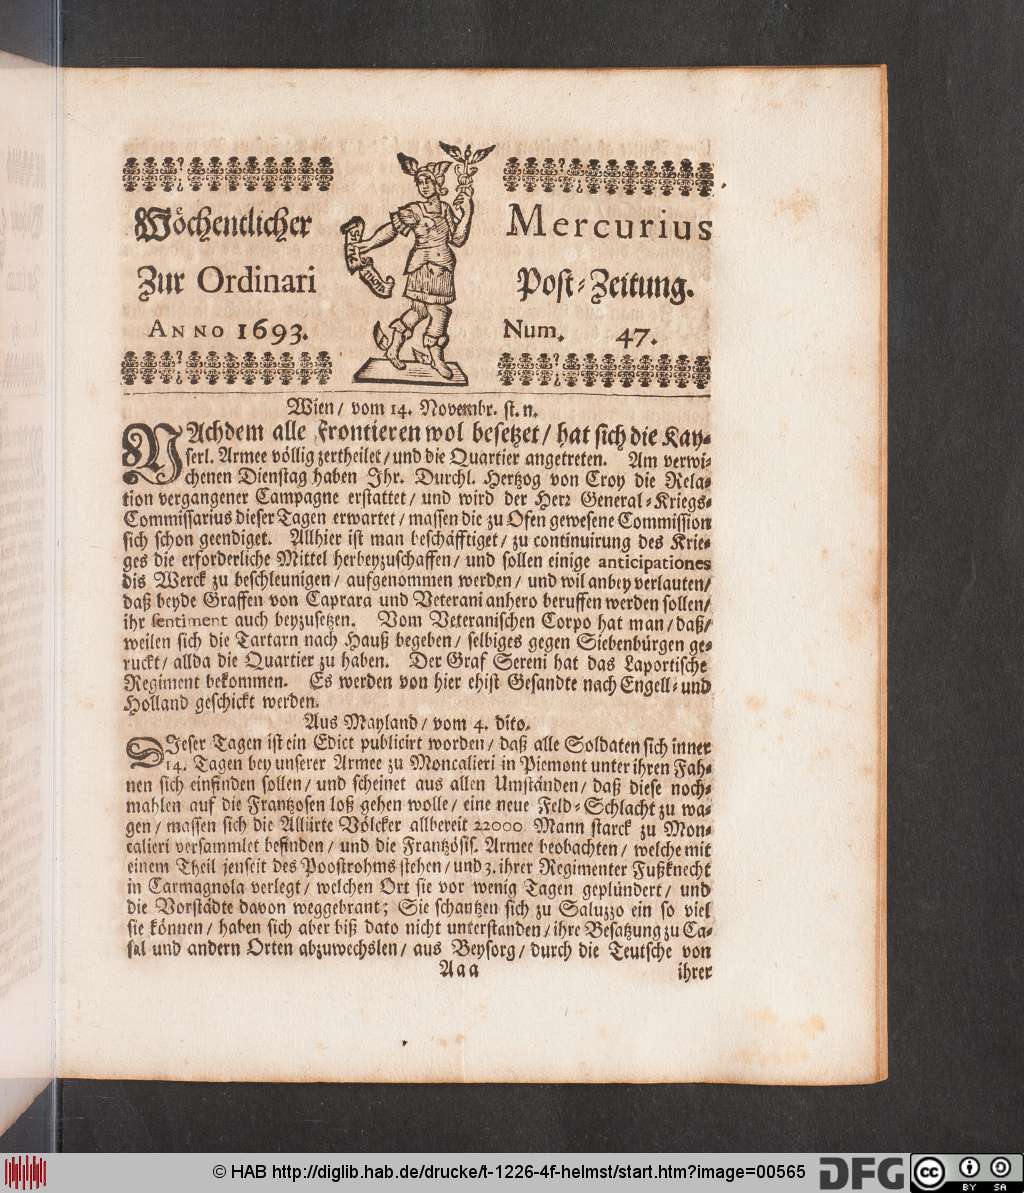 Wöchentlicher Mercurius
Zur Ordinari Post-Zeitung.
ANNO 1693. Num. 47.
Wien/ vom 14. Novembr. st. n.
NAchdem alle Frontieren wol besetzet/ hat sich die Kay-
serl. Armee völlig zertheilet/ und die Quartier angetreten. Am verwi-
chenen Dienstag haben Ihr. Durchl. Hertzog von Croy die Rela-
tion vergangener Campagne erstattet/ und wird der Herr General-Kriegs-
Commissarius dieser Tagen erwartet/ massen die zu Ofen gewesene Commission
sich schon geendiget. Allhier ist man beschäfftiget/ zu continuirung des Krie-
ges die erforderliche Mittel herbeyzuschaffen/ und sollen einige anticipationes
dis Werck zu beschleunigen/ aufgenommen werden/ und wil anbey verlauten/
daß beyde Graffen von Caprara und Veterani anhero beruffen werden sollen/
ihr sentiment auch beyzusetzen. Vom Veteranischen Corpo hat man/ daß/
weilen sich die Tartarn nach Hauß begeben/ selbiges gegen Siebenbürgen ge-
ruckt/ allda die Quartier zu haben. Der Graf Sereni hat das Laportische
Regiment bekommen. Es werden von hier ehist Gesandte nach Engell- und
Holland geschickt werden.
Aus Mayland/ vom 4. dito.
DIeser Tagen ist ein Edict publicirt worden/ daß alle Soldaten sich inner
14. Tagen bey unserer Armee zu Moncalieri in Piemont unter ihren Fah-
nen sich einfinden sollen/ und scheinet aus allen Umständen/ daß diese noch-
mahlen auf die Frantzosen loß gehen wolle/ eine neue Feld-Schlacht zu wa-
gen/ massen sich die Alliirte Völcker allbereit 22000 Mann starck zu Mon-
calieri versammlet befinden/ und die Frantzösis. Armee beobachten/ welche mit
einem Theil jenseit des Poostrohms stehen/ und 3. ihrer Regimenter Fußknecht
in Carmagnola verlegt/ welchen Ort sie vor wenig Tagen geplündert/ und
die Vorstädte davon weggebrant; Sie schantzen sich zu Saluzzo ein so viel
sie können/ haben sich aber biß dato nicht unterstanden/ ihre Besatzung zu Ca-
sal und andern Orten abzuwechslen/ aus Beysorg/ durch die Teutsche von
Aaa ihrer
© HAB http://diglib.hab.de/drucke/t-1226-4f-helmst/start.htm?image=00565
DFG
cc BY SA